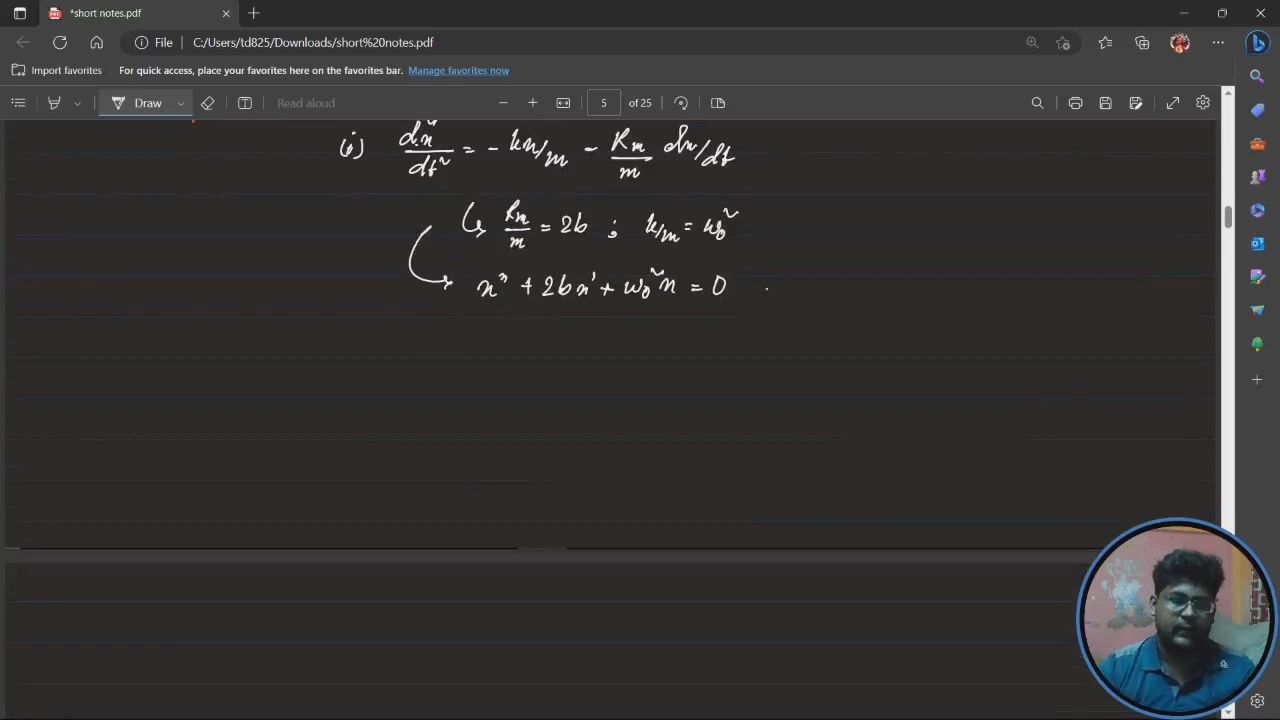 *short notes.pdf
File C:/Users/td825/Downloads/short%20notes.pdf
Import favorites For quick access, place your favorites here on the favorites bar. Manage favorites now
Draw Read aloud 5 of 25
(i) d²x/dt² = - kx/m - Rm/m dx/dt
Rm/m = 2b ; k/m = ω₀²
x" + 2bx' + ω₀²x = 0